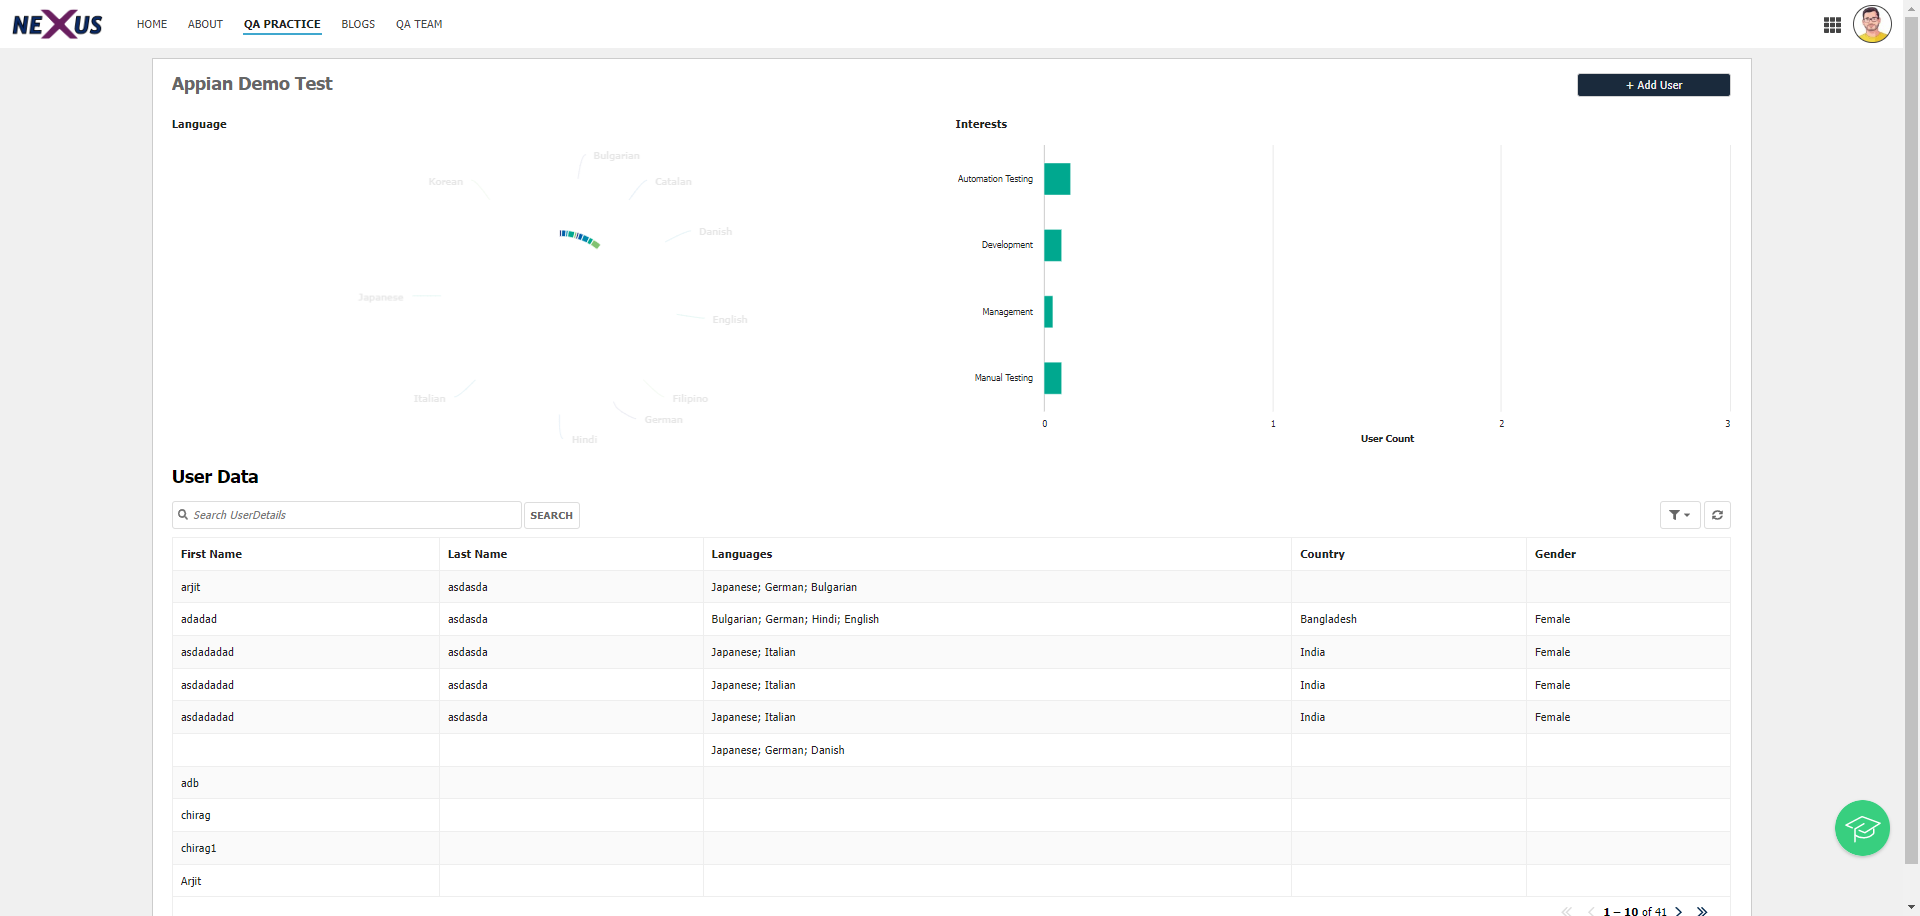 NEXUS
HOME ABOUT QA PRACTICE BLOGS QA TEAM
Appian Demo Test
+ Add User
Language
Bulgarian
Korean
Catalan
Danish
Japanese
English
Italian
Filipino
German
Hindi
Interests
Automation Testing
Development
Management
Manual Testing
0 1 2 3
User Count
User Data
Search UserDetails SEARCH
First Name Last Name Languages Country Gender
arjit asdasda Japanese; German; Bulgarian
adadad asdasda Bulgarian; German; Hindi; English Bangladesh Female
asdadadad asdasda Japanese; Italian India Female
asdadadad asdasda Japanese; Italian India Female
asdadadad asdasda Japanese; Italian India Female
Japanese; German; Danish
adb
chirag
chirag1
Arjit
1 – 10 of 41